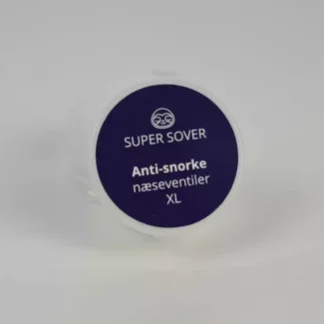 SUPER SOVER
Anti-snorke
næseventiler
XL